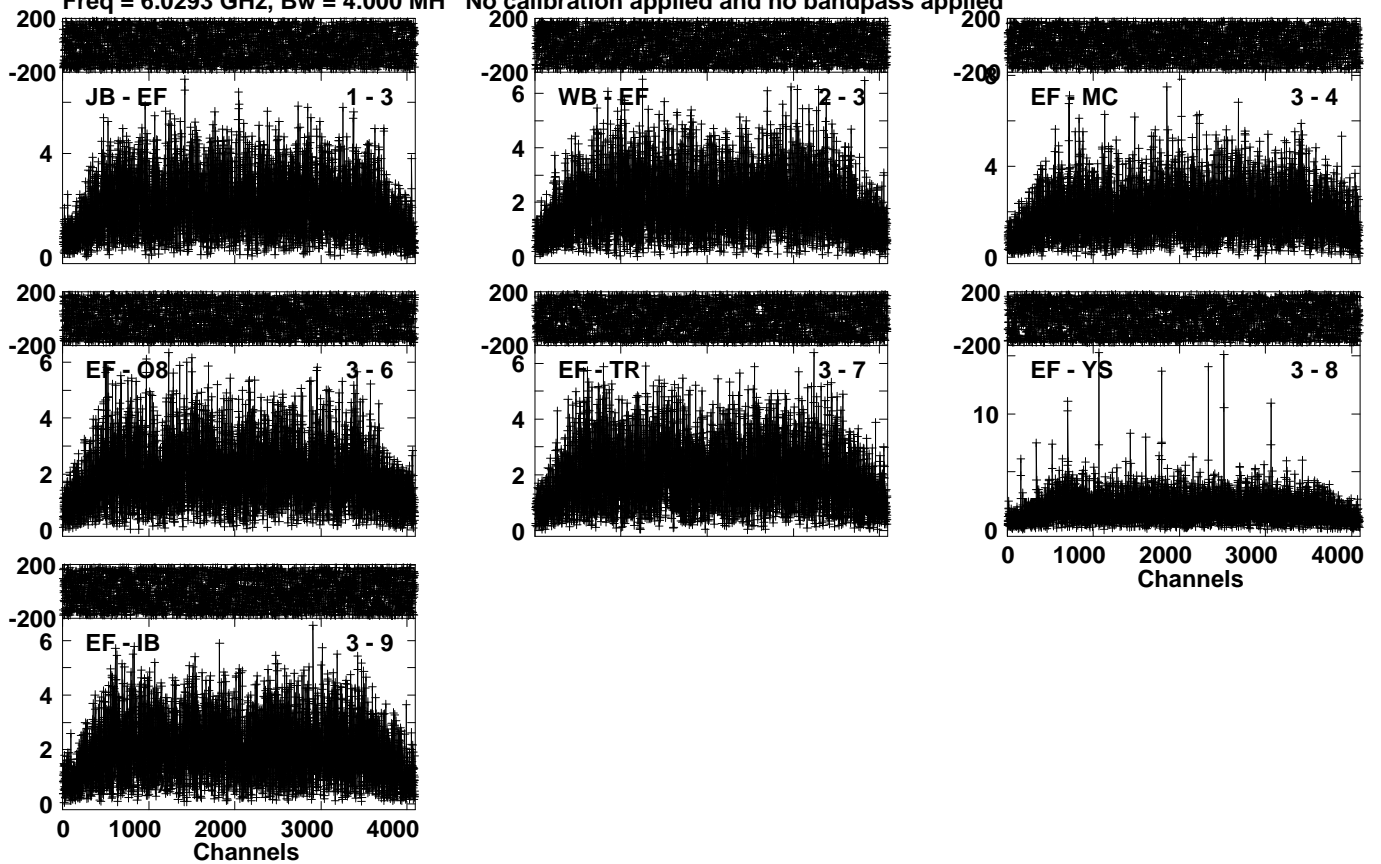 Freq = 6.0293 GHz, Bw = 4.000 MH No calibration applied and no bandpass applied
200 200 200
-200 -200 -200
JB - EF 1 - 3 WB - EF 2 - 3 EF - MC 3 - 4
8
6
4 4 4
2
0 0 0
200 200 200
-200 -200 -200
EF - O8 3 - 6 EF - TR 3 - 7 EF - YS 3 - 8
6 6
4 4 10
2 2
0 0 0
0 1000 2000 3000 4000
Channels
200
-200
EF - IB 3 - 9
6
4
2
0
0 1000 2000 3000 4000
Channels